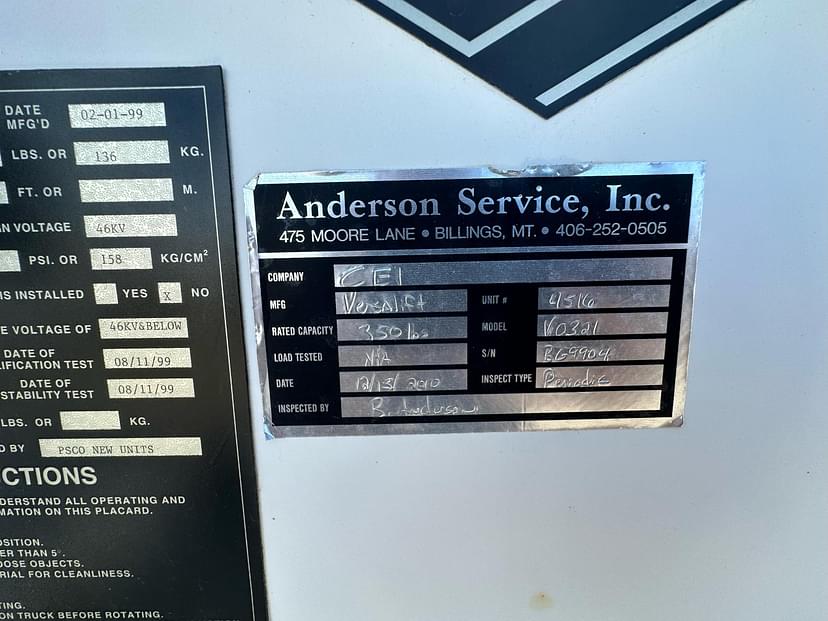 DATE
MFG'D 02-01-99
LBS. OR 136 KG.
FT. OR M.
N VOLTAGE 46KV
PSI. OR 158 KG/CM²
IS INSTALLED YES X NO
E VOLTAGE OF 46KV&BELOW
DATE OF
LIFICATION TEST 08/11/99
DATE OF
STABILITY TEST 08/11/99
LBS. OR KG.
D BY PSCO NEW UNITS
CTIONS
DERSTAND ALL OPERATING AND
MATION ON THIS PLACARD.
OSITION.
ER THAN 5°.
OOSE OBJECTS.
RIAL FOR CLEANLINESS.
TING.
ON TRUCK BEFORE ROTATING.
Anderson Service, Inc.
475 MOORE LANE • BILLINGS, MT. • 406-252-0505
COMPANY CEI
MFG Versalift UNIT # 4516
RATED CAPACITY 350 lbs MODEL VO321
LOAD TESTED N/A S/N BG9904
DATE 12/13/2010 INSPECT TYPE Periodic
INSPECTED BY B. Anderson